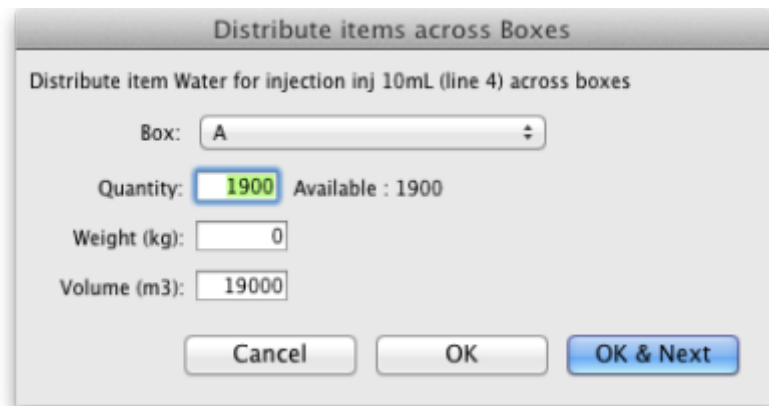 Distribute items across Boxes
Distribute item Water for injection inj 10mL (line 4) across boxes
Box: A
Quantity: 1900 Available : 1900
Weight (kg): 0
Volume (m3): 19000
Cancel OK OK & Next